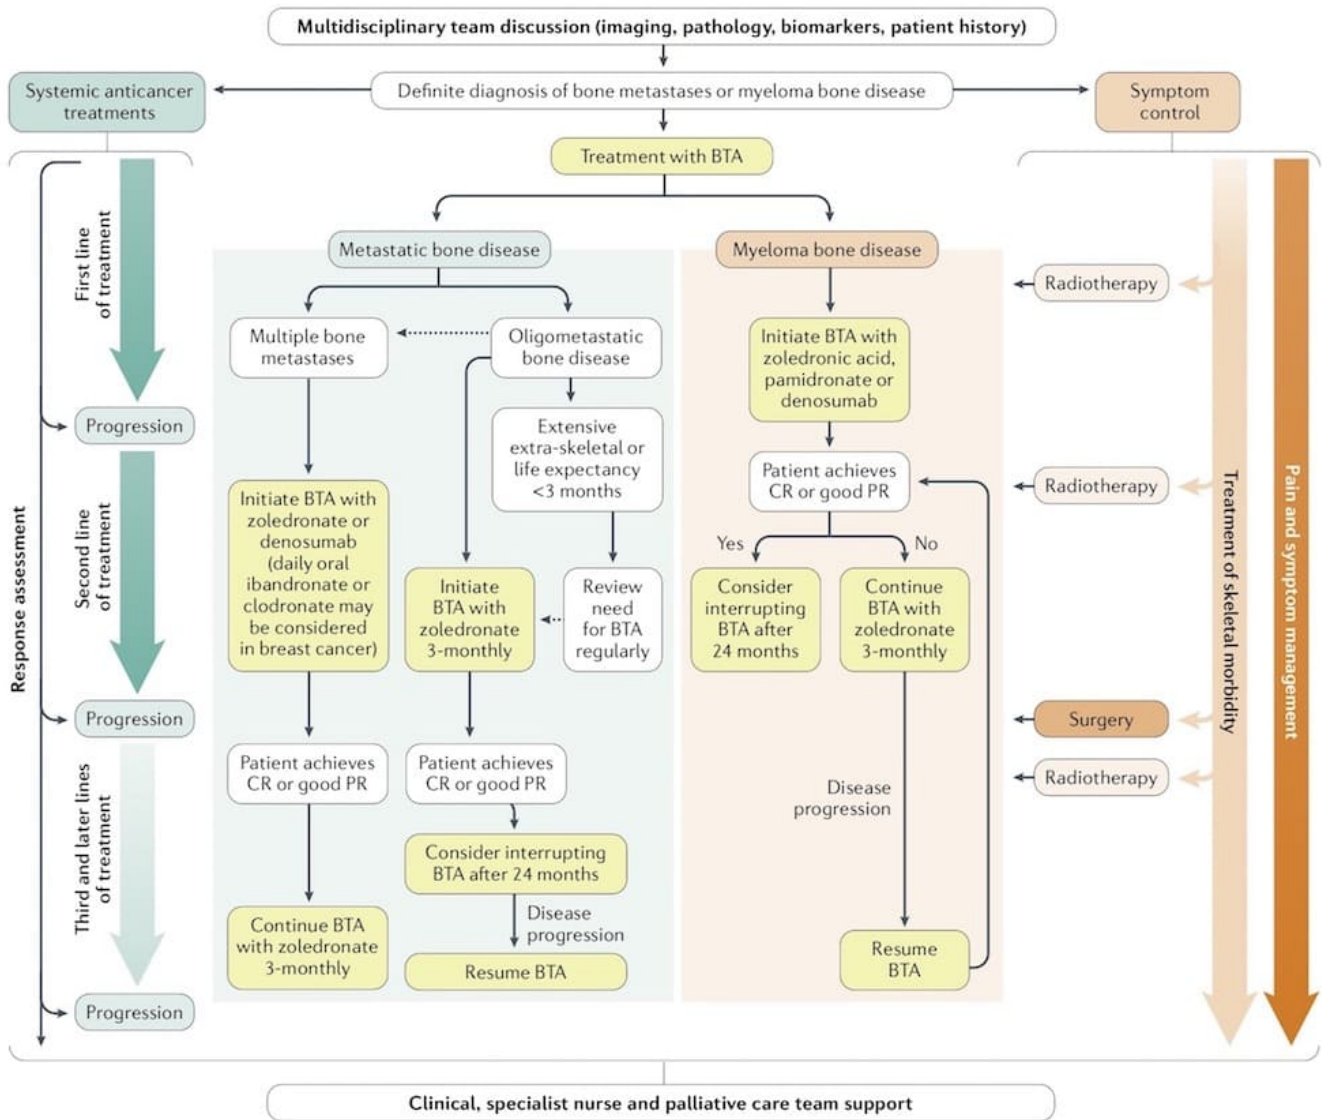 Multidisciplinary team discussion (imaging, pathology, biomarkers, patient history)
Systemic anticancer
treatments
Definite diagnosis of bone metastases or myeloma bone disease
Symptom
control
Treatment with BTA
Response assessment
First line
of treatment
Progression
Second line
of treatment
Progression
Third and later lines
of treatment
Progression
Metastatic bone disease
Multiple bone
metastases
Initiate BTA with
zoledronate or
denosumab
(daily oral
ibandronate or
clodronate may
be considered
in breast cancer)
Patient achieves
CR or good PR
Continue BTA
with zoledronate
3-monthly
Oligometastatic
bone disease
Extensive
extra-skeletal or
life expectancy
<3 months
Initiate
BTA with
zoledronate
3-monthly
Review
need
for BTA
regularly
Patient achieves
CR or good PR
Consider interrupting
BTA after 24 months
Disease
progression
Resume BTA
Myeloma bone disease
Initiate BTA with
zoledronic acid,
pamidronate or
denosumab
Patient achieves
CR or good PR
Yes
No
Consider
interrupting
BTA after
24 months
Continue
BTA with
zoledronate
3-monthly
Disease
progression
Resume
BTA
Radiotherapy
Radiotherapy
Surgery
Radiotherapy
Treatment of skeletal morbidity
Pain and symptom management
Clinical, specialist nurse and palliative care team support